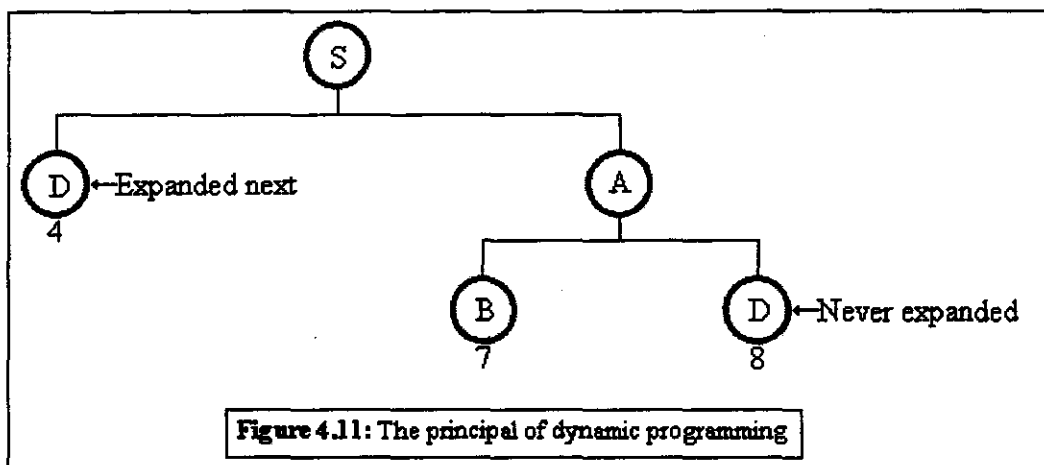 S
D ←Expanded next
A
4
B
D ←Never expanded
7
8
Figure 4.11: The principal of dynamic programming